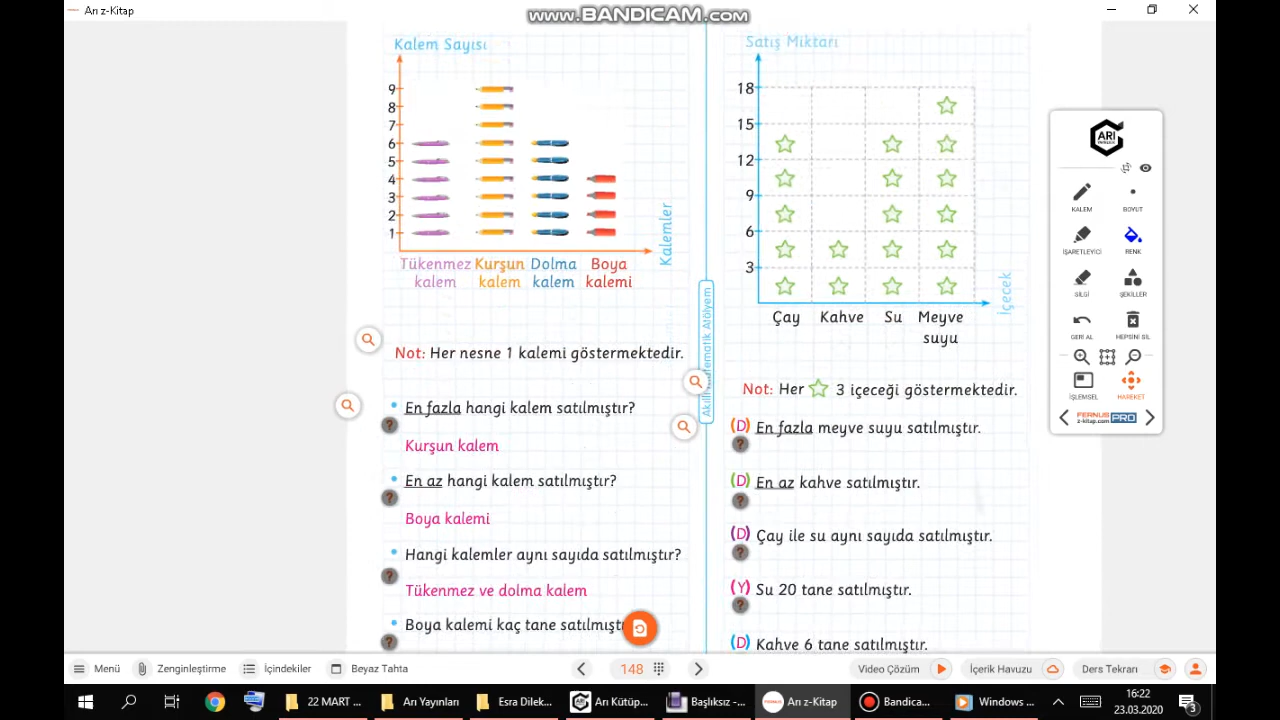 Arı z-Kitap
www.BANDICAM.com
Kalem Sayısı
9
8
7
6
5
4
3
2
1
Tükenmez kalem
Kurşun kalem
Dolma kalem
Boya kalemi
Kalemler
Not: Her nesne 1 kalemi göstermektedir.
• En fazla hangi kalem satılmıştır?
?
Kurşun kalem
• En az hangi kalem satılmıştır?
?
Boya kalemi
• Hangi kalemler aynı sayıda satılmıştır?
?
Tükenmez ve dolma kalem
• Boya kalemi kaç tane satılmıştı
?
Akıllı Matematik Atölyem
Satış Miktarı
18
15
12
9
6
3
Çay
Kahve
Su
Meyve suyu
İçecek
Not: Her 3 içeceği göstermektedir.
(D) En fazla meyve suyu satılmıştır.
?
(D) En az kahve satılmıştır.
?
(D) Çay ile su aynı sayıda satılmıştır.
?
(Y) Su 20 tane satılmıştır.
?
(D) Kahve 6 tane satılmıştır.
ARI
KALEM
BOYUT
İŞARETLEYİCİ
RENK
SİLGİ
ŞEKİLLER
GERİ AL
HEPSİNİ SİL
İŞLEMSEL
HAREKET
FERNUS
z-kitap.com
PRO
Menü
Zenginleştirme
İçindekiler
Beyaz Tahta
148
Video Çözüm
İçerik Havuzu
Ders Tekrarı
22 MART ...
Arı Yayınları
Esra Dilek...
Arı Kütüp...
Başlıksız -...
Arı z-Kitap
Bandica...
Windows ...
16:22
23.03.2020
3